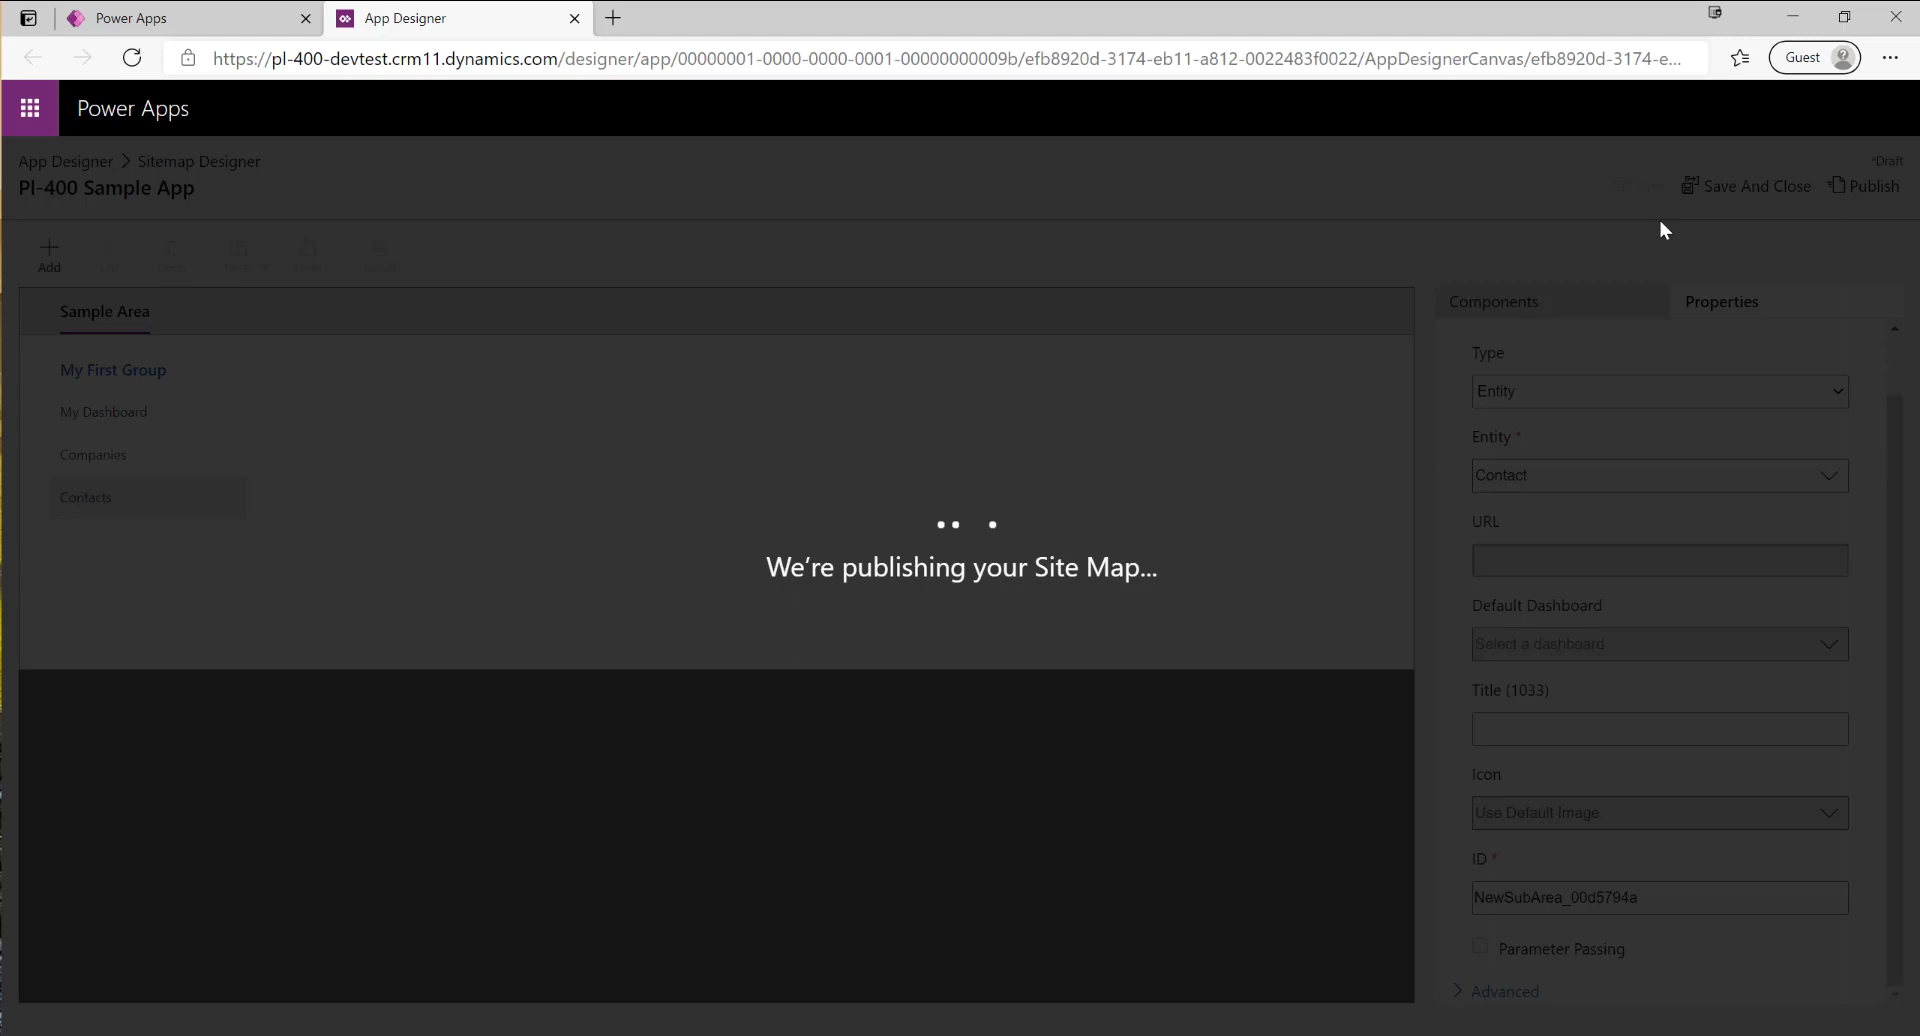 Power Apps
App Designer
https://pl-400-devtest.crm11.dynamics.com/designer/app/00000001-0000-0000-0001-00000000009b/efb8920d-3174-eb11-a812-0022483f0022/AppDesignerCanvas/efb8920d-3174-e...
Guest
Power Apps
App Designer > Sitemap Designer
Pl-400 Sample App
*Draft
Save And Close
Publish
Add
Sample Area
My First Group
My Dashboard
Companies
Contacts
We're publishing your Site Map...
Components
Properties
Type
Entity
Entity *
Contact
URL
Default Dashboard
Select a dashboard
Title (1033)
Icon
Use Default Image.
ID *
NewSubArea_00d5794a
Parameter Passing
Advanced